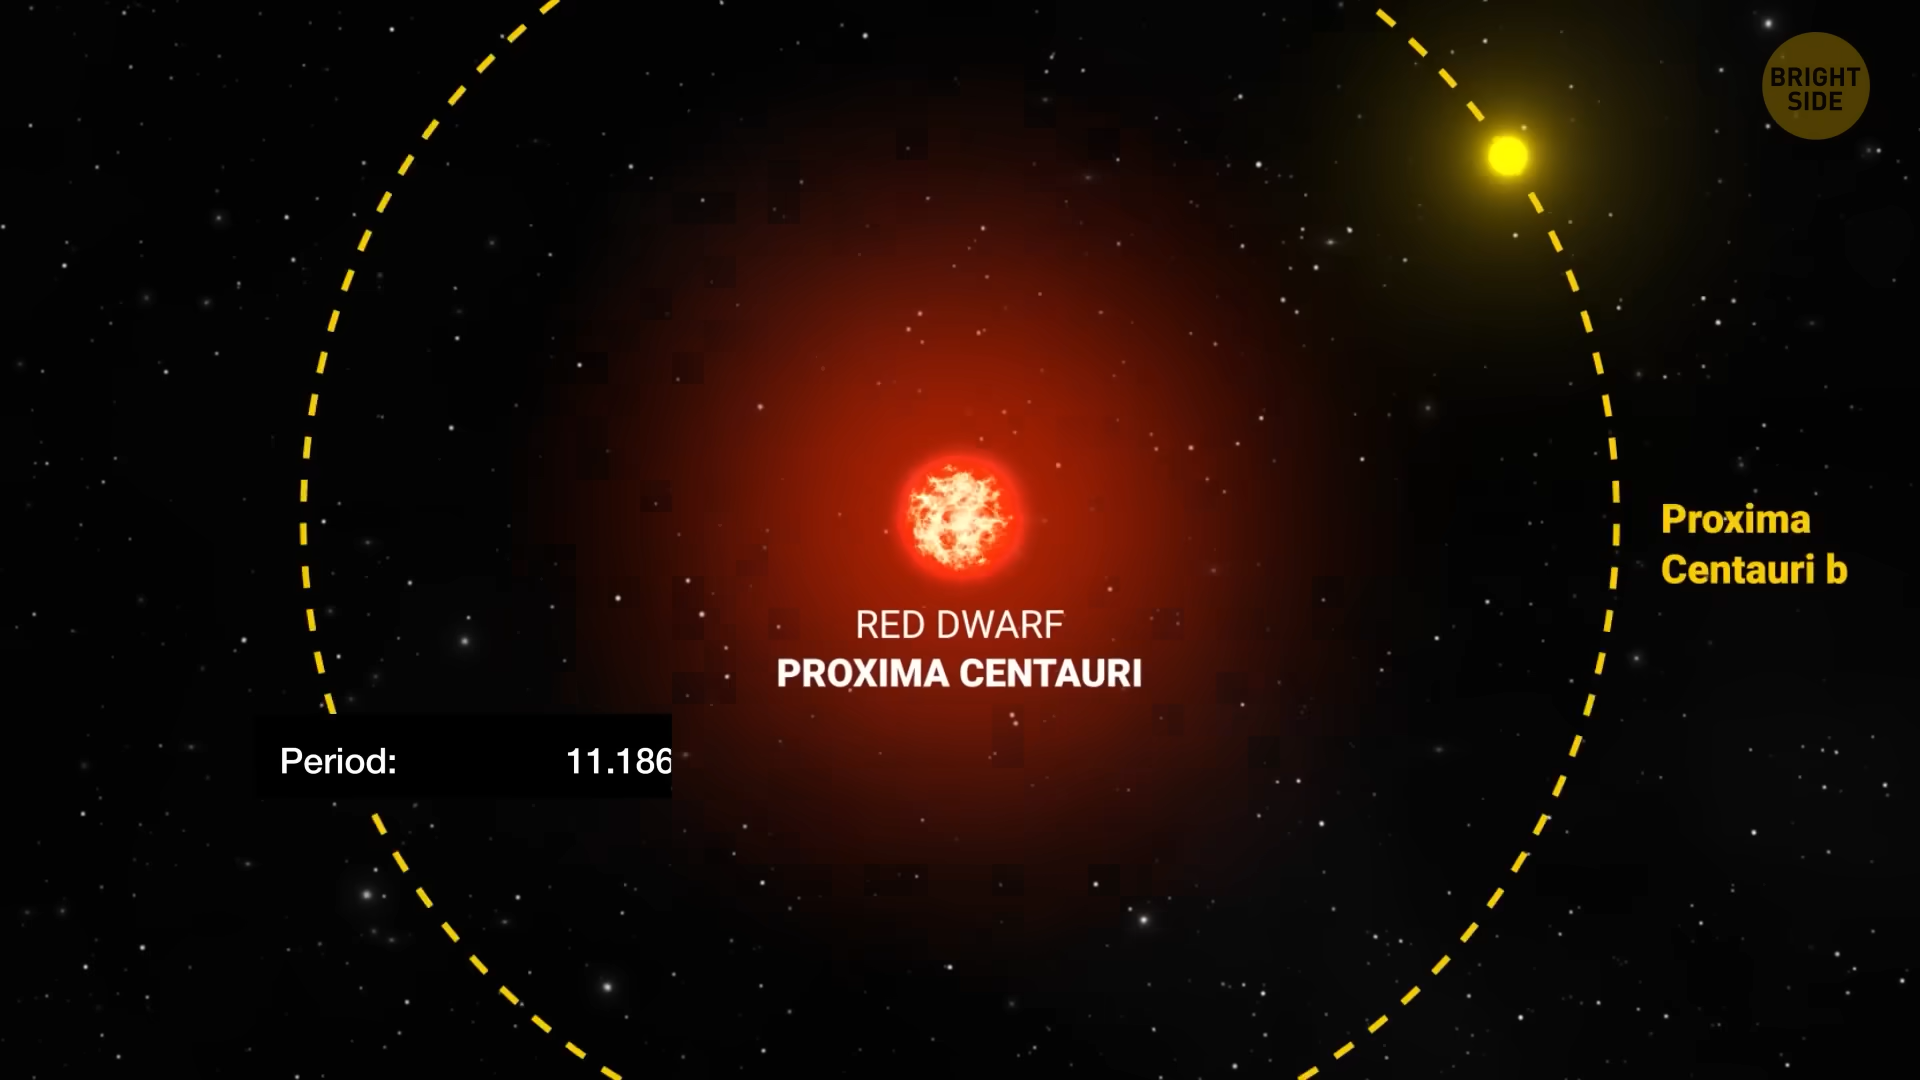 BRIGHT
SIDE
Proxima
Centauri b
RED DWARF
PROXIMA CENTAURI
Period: 11.186